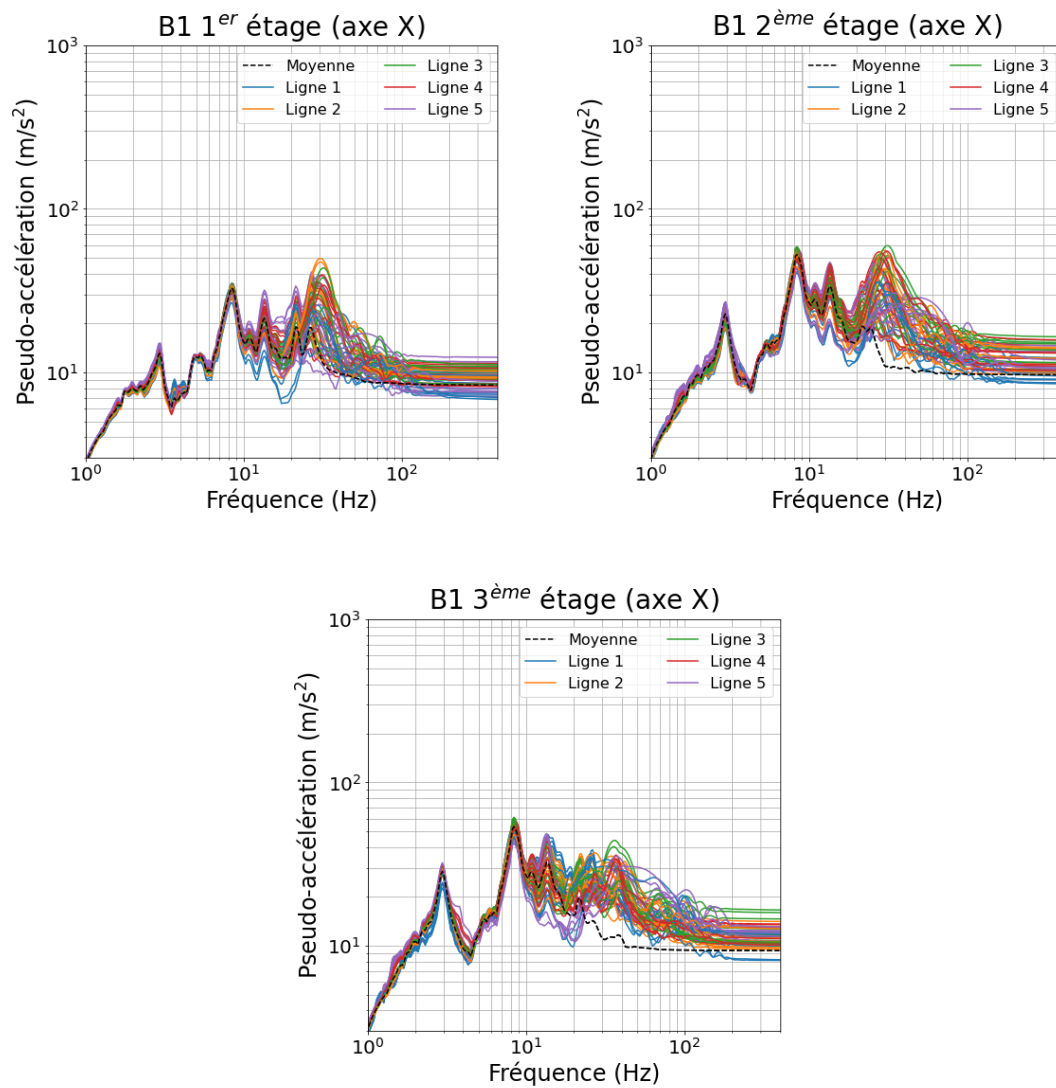 B1 1er étage (axe X)
Pseudo-accélération (m/s2)
103
102
101
Moyenne
Ligne 1
Ligne 2
Ligne 3
Ligne 4
Ligne 5
100
101
102
Fréquence (Hz)
B1 2ème étage (axe X)
Pseudo-accélération (m/s2)
103
102
101
Moyenne
Ligne 1
Ligne 2
Ligne 3
Ligne 4
Ligne 5
100
101
102
Fréquence (Hz)
B1 3ème étage (axe X)
Pseudo-accélération (m/s2)
103
102
101
Moyenne
Ligne 1
Ligne 2
Ligne 3
Ligne 4
Ligne 5
100
101
102
Fréquence (Hz)